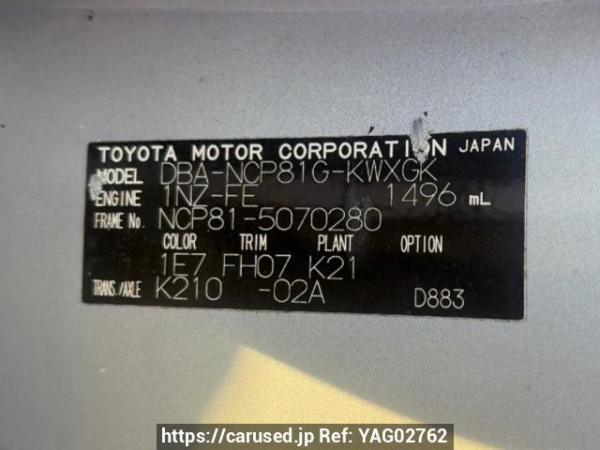 TOYOTA MOTOR CORPORATION JAPAN
MODEL DBA-NCP81G-KWXGK
ENGINE 1NZ-FE 1496 mL
FRAME No. NCP81-5070280
COLOR TRIM PLANT OPTION
1E7 FH07 K21
TRANS./AXLE K210 -02A D883
https://carused.jp Ref: YAG02762